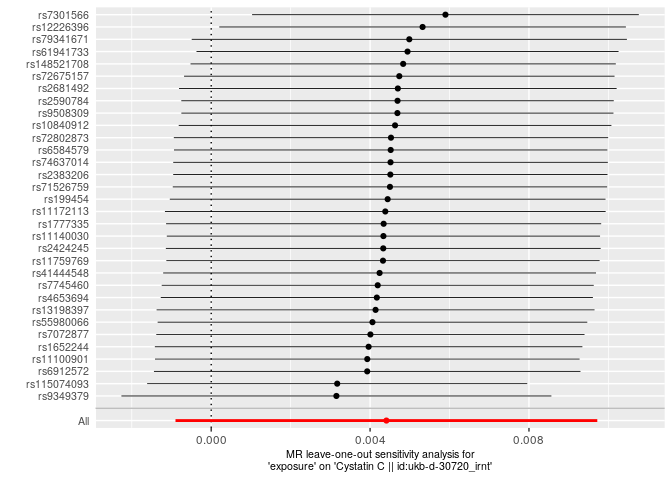 rs7301566
rs12226396
rs79341671
rs61941733
rs148521708
rs72675157
rs2681492
rs2590784
rs9508309
rs10840912
rs72802873
rs6584579
rs74637014
rs2383206
rs71526759
rs199454
rs11172113
rs1777335
rs11140030
rs2424245
rs11759769
rs41444548
rs7745460
rs4653694
rs13198397
rs55980066
rs7072877
rs1652244
rs11100901
rs6912572
rs115074093
rs9349379
All
0.000 0.004 0.008
MR leave-one-out sensitivity analysis for
'exposure' on 'Cystatin C || id:ukb-d-30720_irnt'